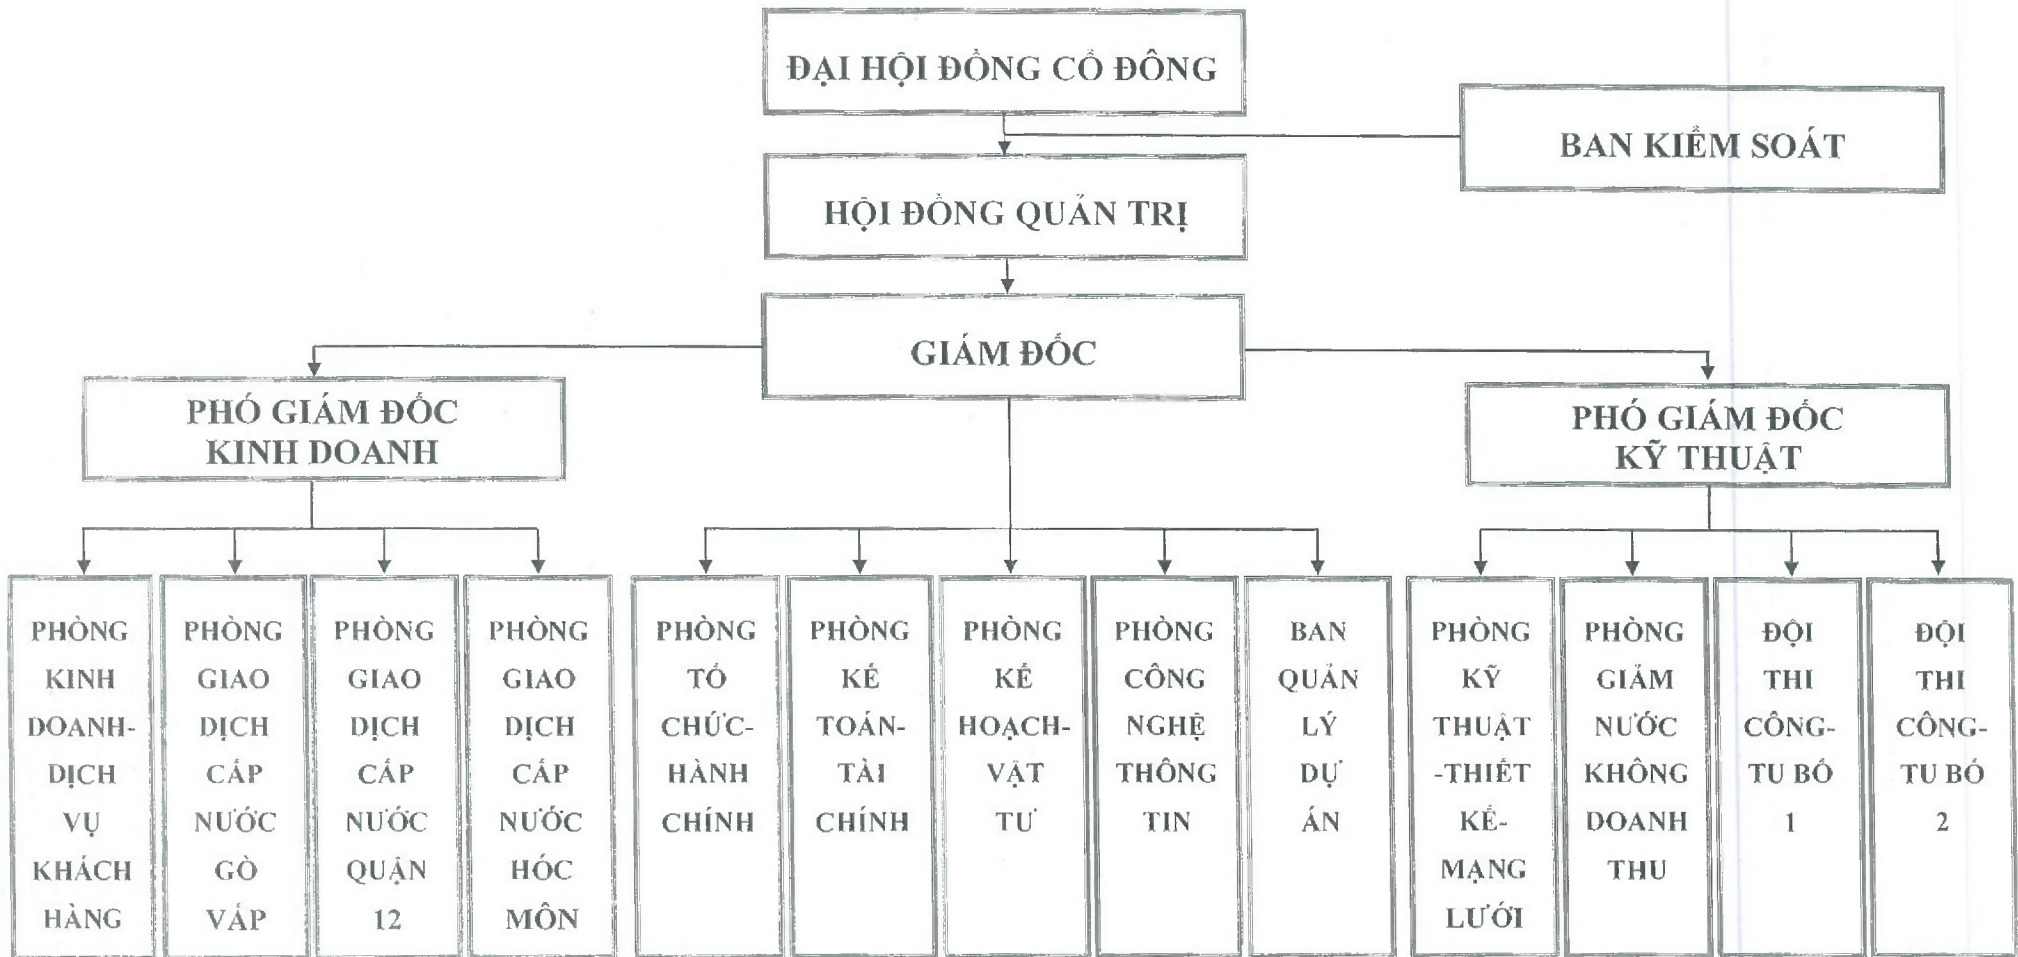 ĐẠI HỘI ĐỒNG CỔ ĐÔNG
BAN KIỂM SOÁT
HỘI ĐỒNG QUẢN TRỊ
GIÁM ĐỐC
PHÓ GIÁM ĐỐC
KINH DOANH
PHÓ GIÁM ĐỐC
KỸ THUẬT
PHÒNG
KINH
DOANH-
DỊCH
VỤ
KHÁCH
HÀNG
PHÒNG
GIAO
DỊCH
CẤP
NƯỚC
GÒ
VẤP
PHÒNG
GIAO
DỊCH
CẤP
NƯỚC
QUẬN
12
PHÒNG
GIAO
DỊCH
CẤP
NƯỚC
HÓC
MÔN
PHÒNG
TỔ
CHỨC-
HÀNH
CHÍNH
PHÒNG
KẾ
TOÁN-
TÀI
CHÍNH
PHÒNG
KẾ
HOẠCH-
VẬT
TƯ
PHÒNG
CÔNG
NGHỆ
THÔNG
TIN
BAN
QUẢN
LÝ
DỰ
ÁN
PHÒNG
KỸ
THUẬT
-THIẾT
KẾ-
MẠNG
LƯỚI
PHÒNG
GIẢM
NƯỚC
KHÔNG
DOANH
THU
ĐỘI
THI
CÔNG-
TU BỔ
1
ĐỘI
THI
CÔNG-
TU BỔ
2